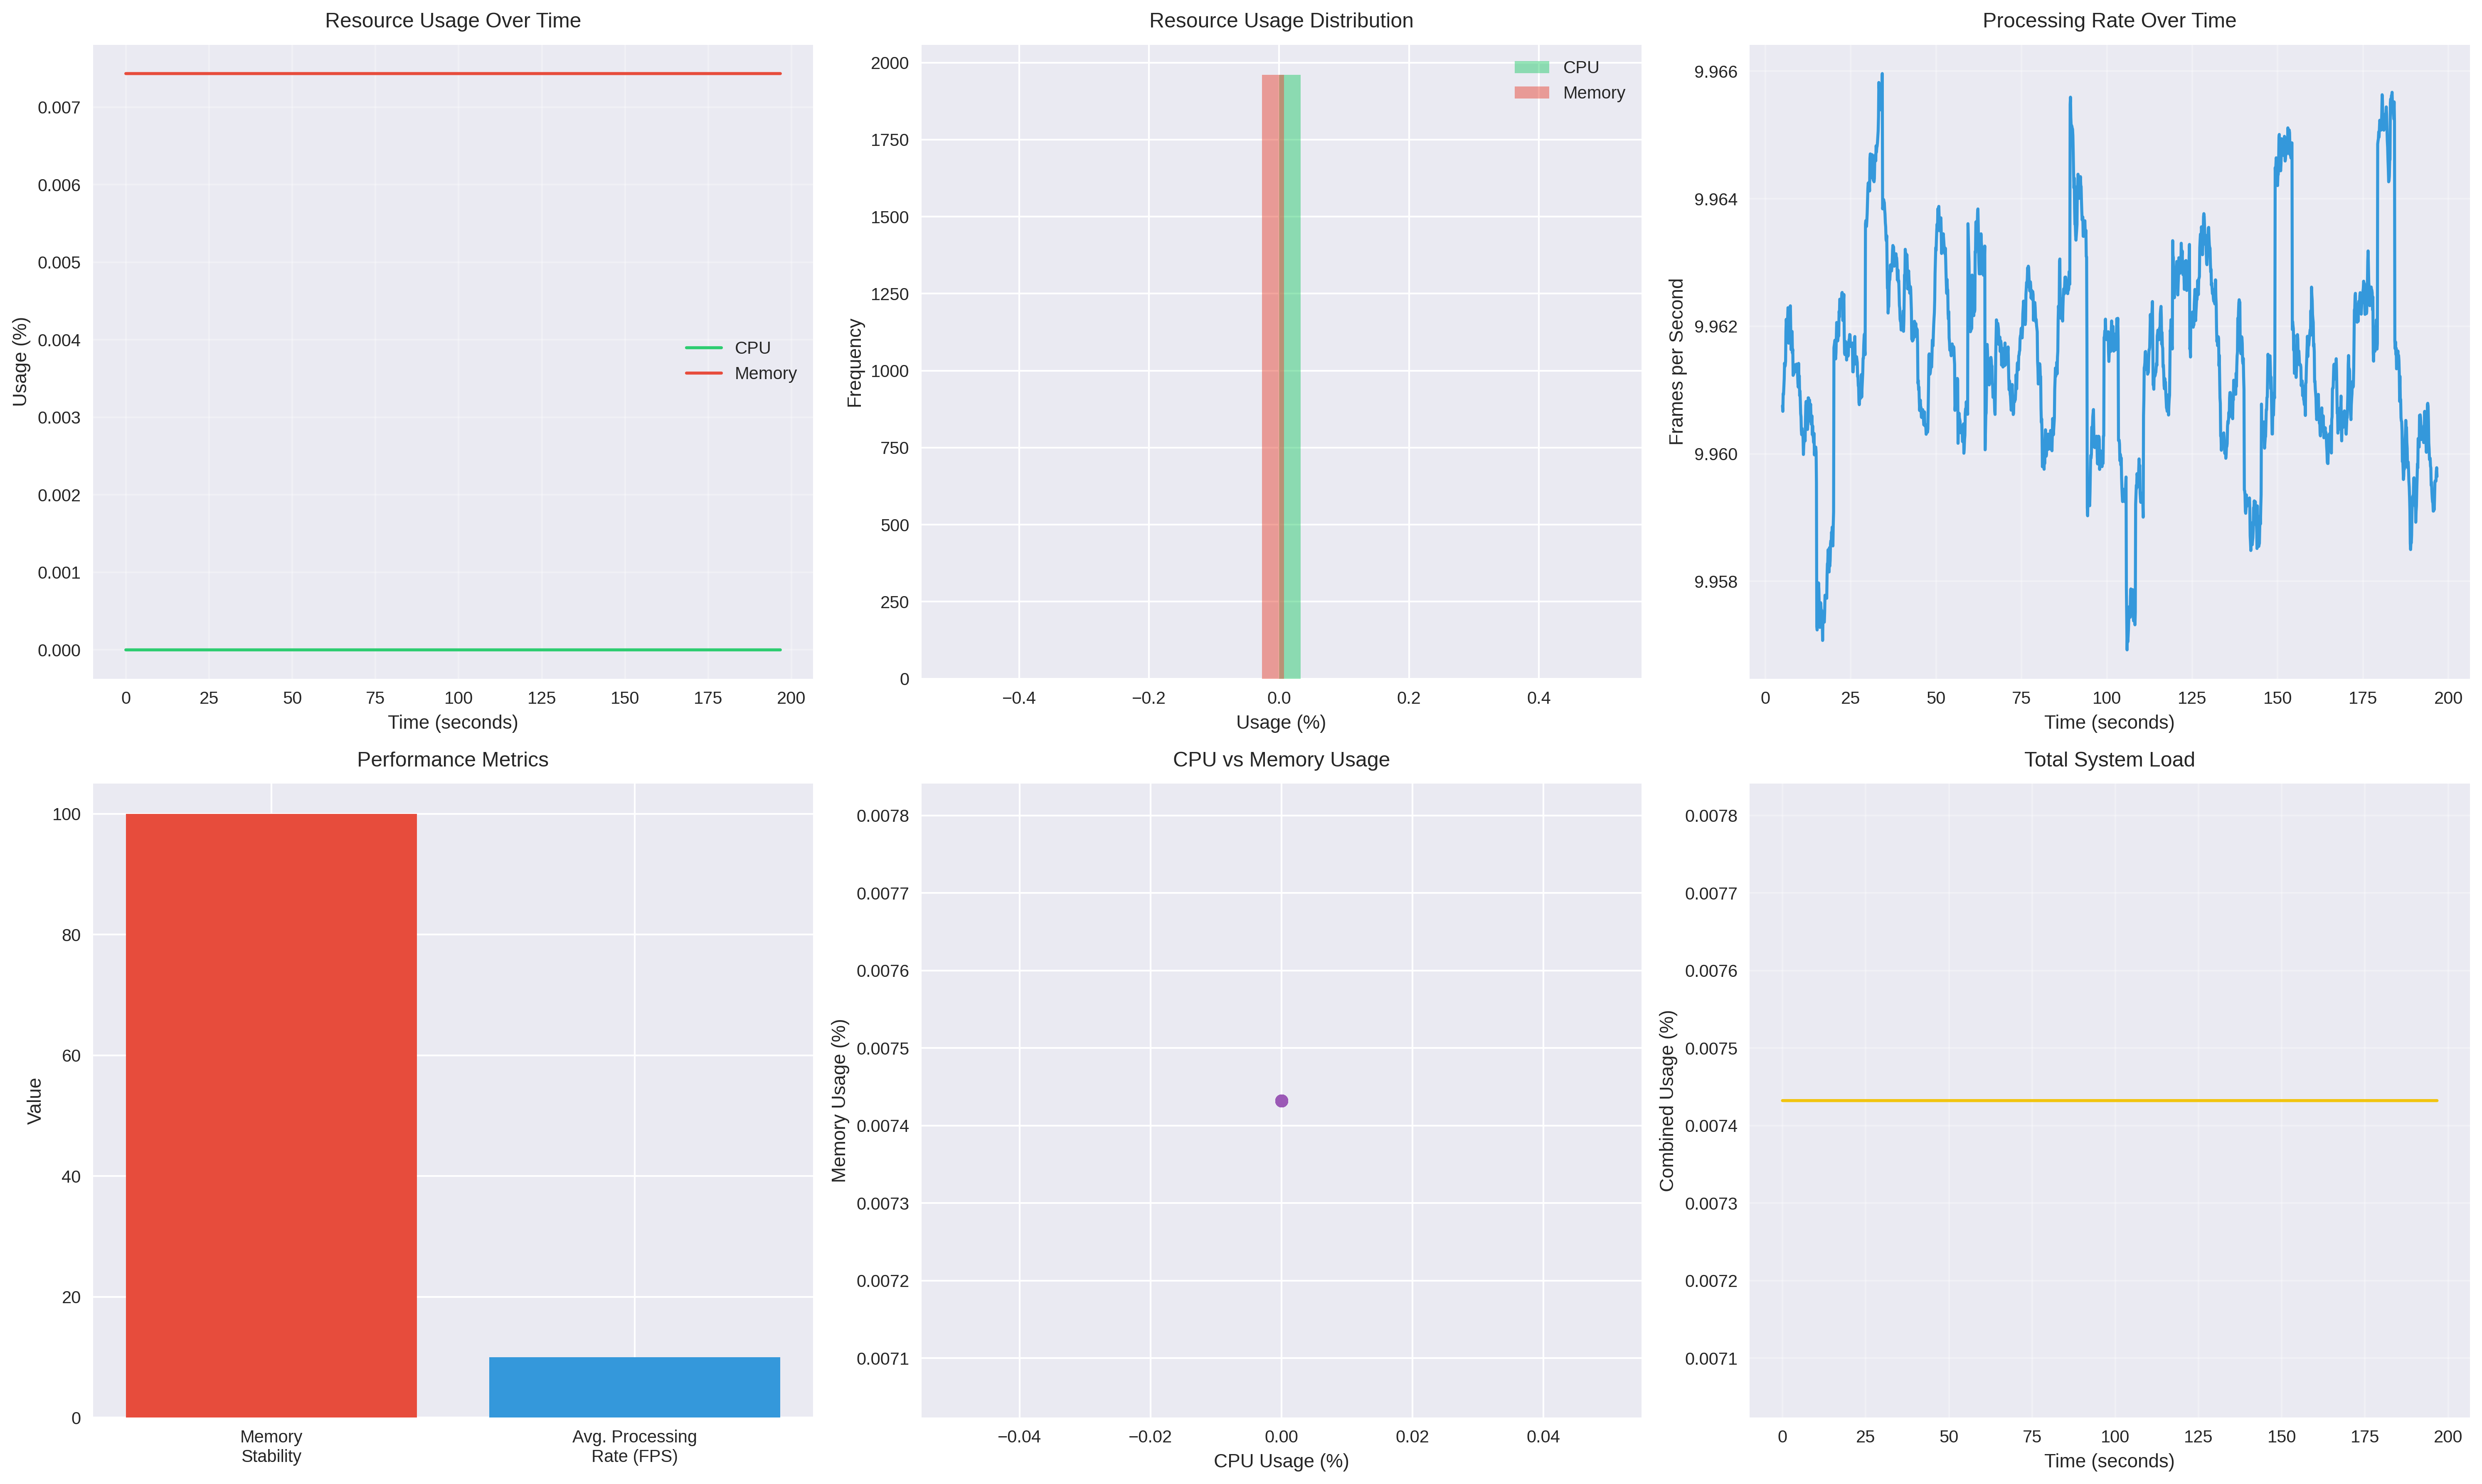 Resource Usage Over Time
Usage (%)
0.007
0.006
0.005
0.004
0.003
0.002
0.001
0.000
CPU
Memory
0 25 50 75 100 125 150 175 200
Time (seconds)
Resource Usage Distribution
Frequency
2000
1750
1500
1250
1000
750
500
250
0
CPU
Memory
−0.4 −0.2 0.0 0.2 0.4
Usage (%)
Processing Rate Over Time
Frames per Second
9.966
9.964
9.962
9.960
9.958
0 25 50 75 100 125 150 175 200
Time (seconds)
Performance Metrics
Value
100
80
60
40
20
0
Memory
Stability
Avg. Processing
Rate (FPS)
CPU vs Memory Usage
Memory Usage (%)
0.0078
0.0077
0.0076
0.0075
0.0074
0.0073
0.0072
0.0071
−0.04 −0.02 0.00 0.02 0.04
CPU Usage (%)
Total System Load
Combined Usage (%)
0.0078
0.0077
0.0076
0.0075
0.0074
0.0073
0.0072
0.0071
0 25 50 75 100 125 150 175 200
Time (seconds)